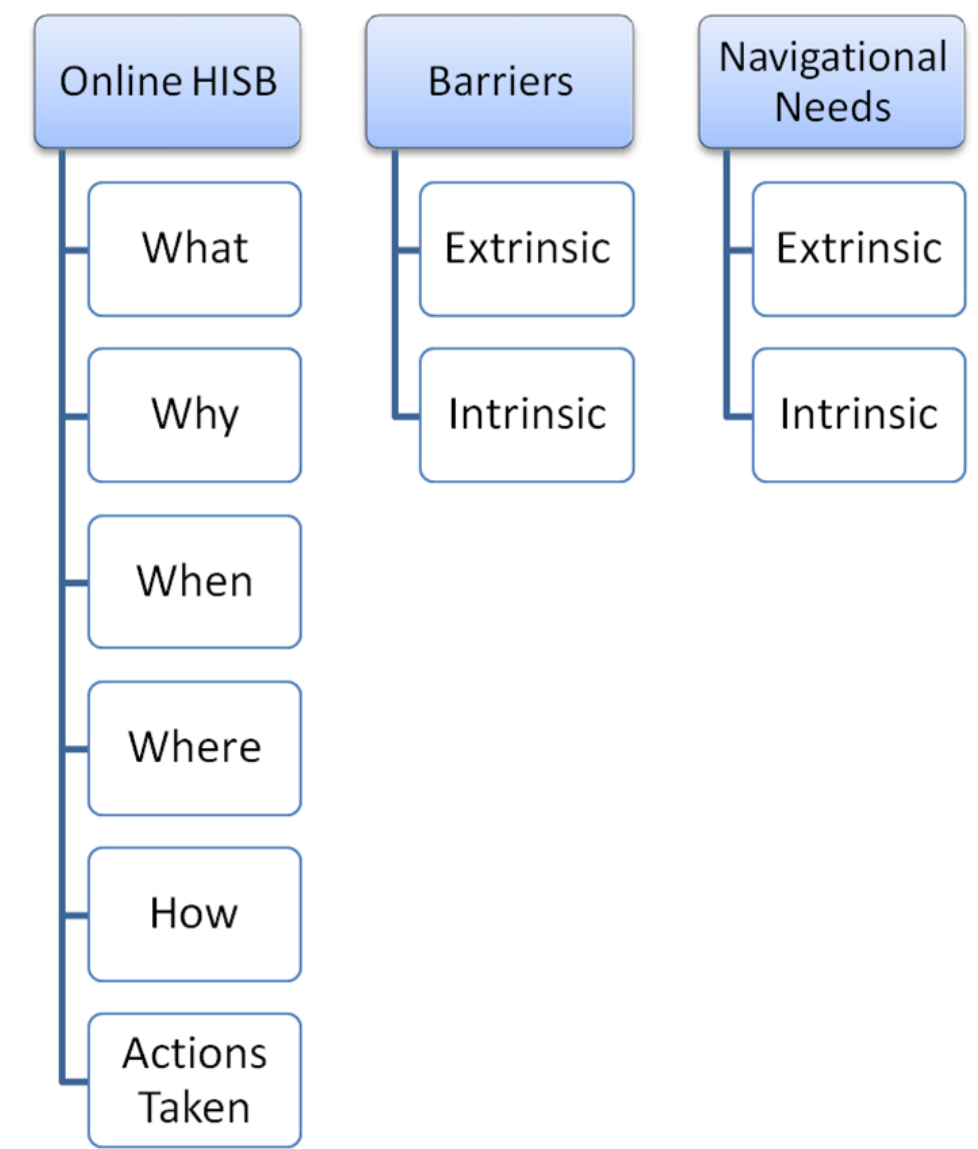 Online HISB
What
Why
When
Where
How
Actions
Taken
Barriers
Extrinsic
Intrinsic
Navigational
Needs
Extrinsic
Intrinsic